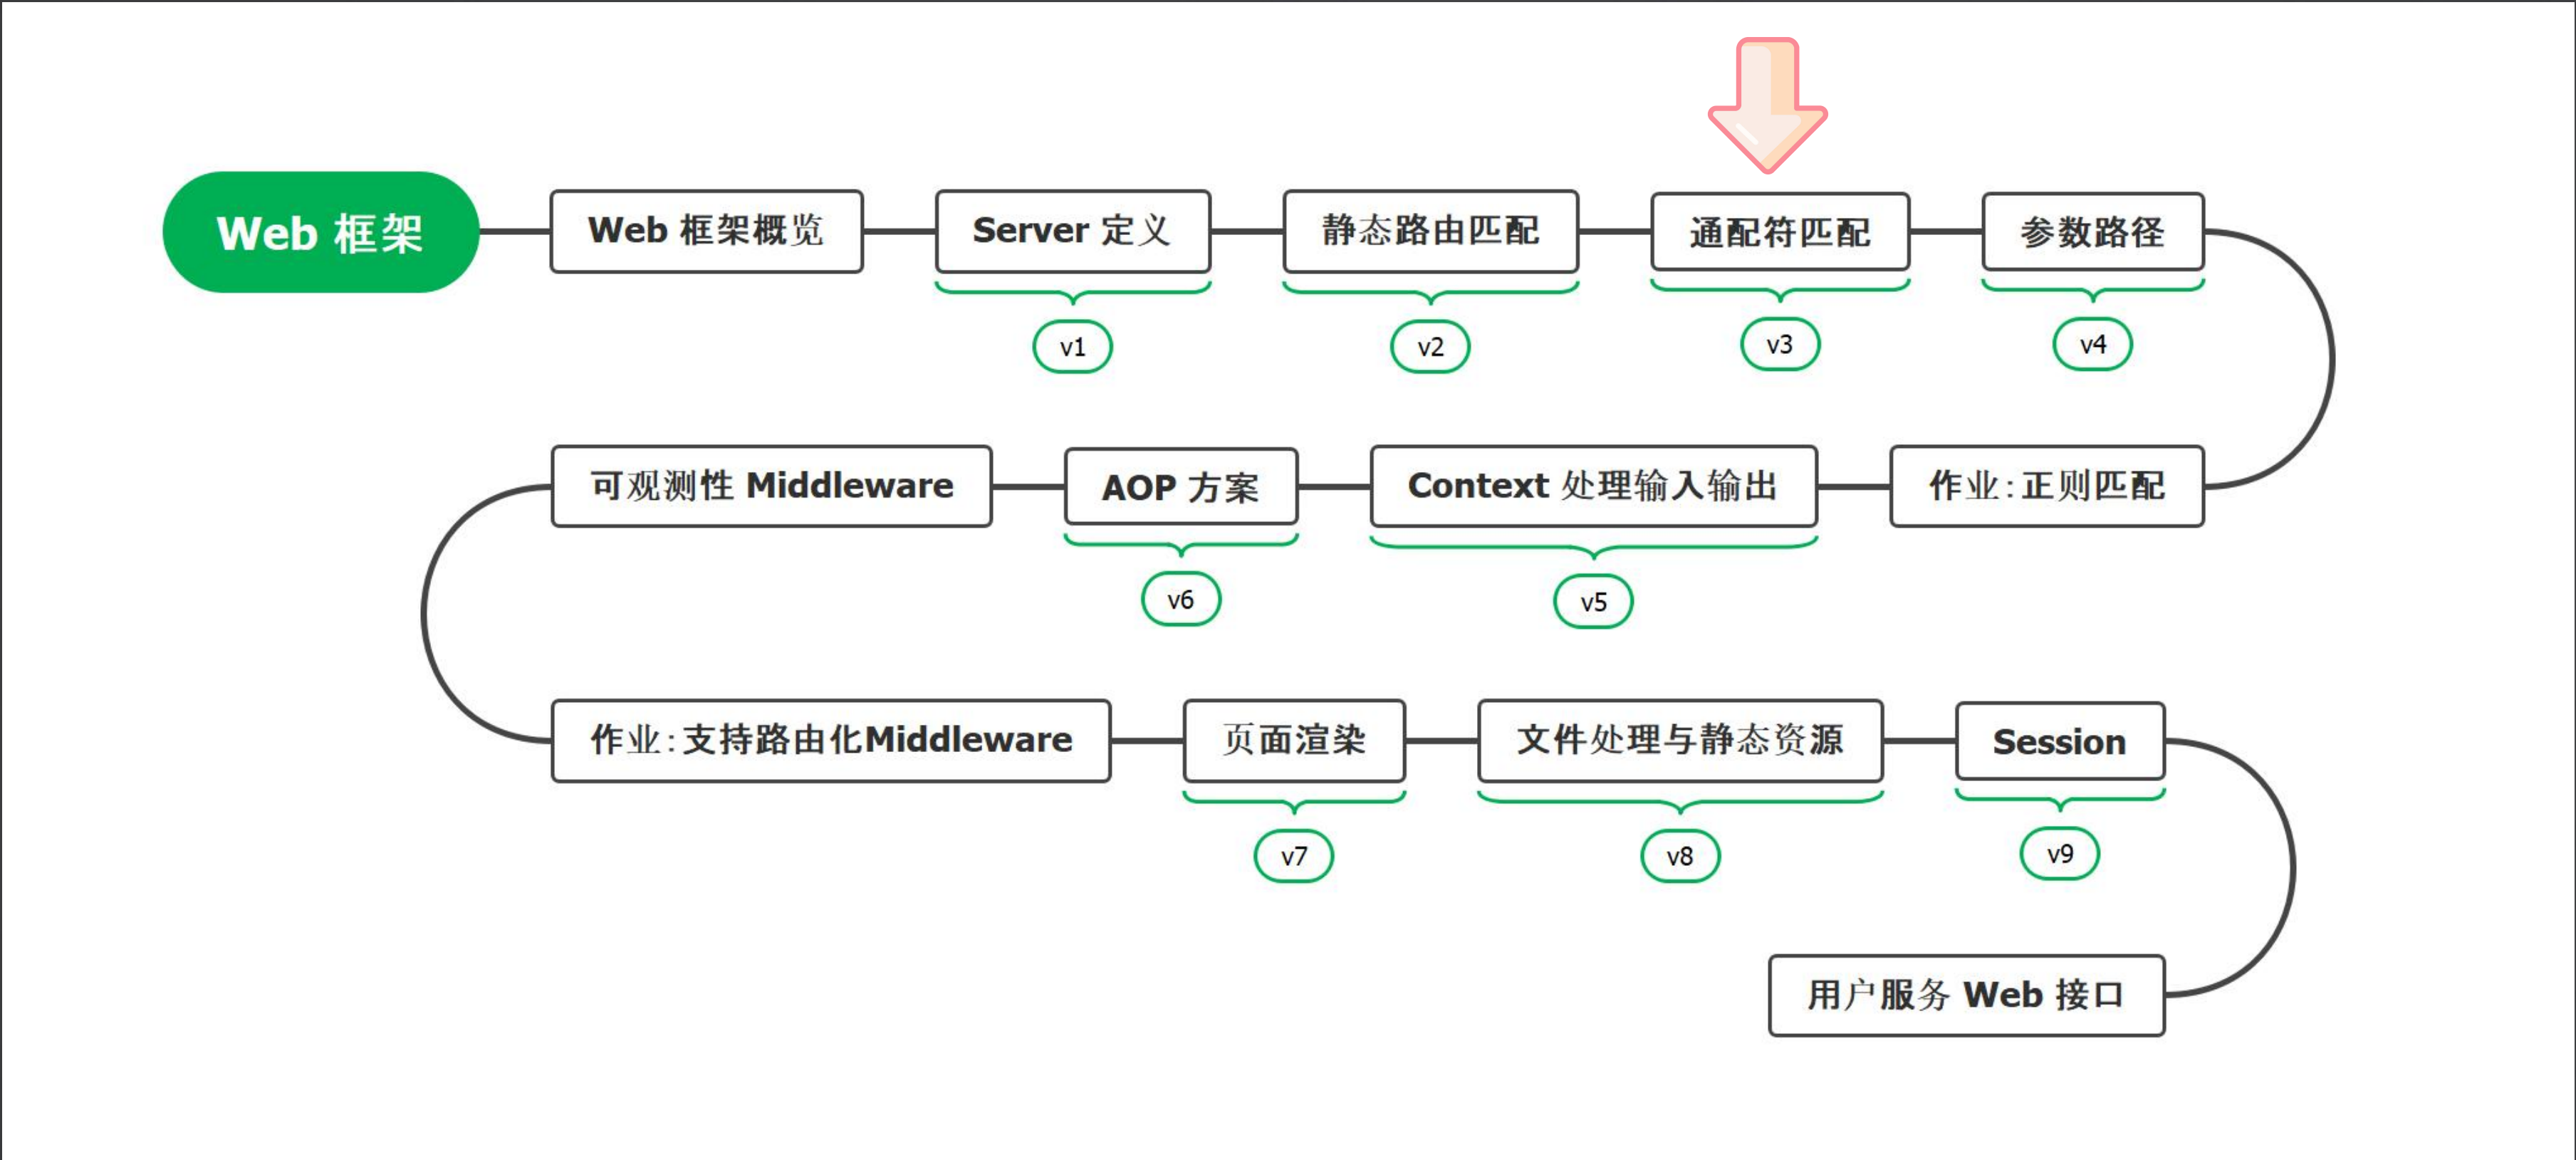 Web 框架
Web 框架概览
Server 定义
静态路由匹配
通配符匹配
参数路径
v1
v2
v3
v4
可观测性 Middleware
AOP 方案
Context 处理输入输出
作业:正则匹配
v6
v5
作业:支持路由化Middleware
页面渲染
文件处理与静态资源
Session
v7
v8
v9
用户服务 Web 接口